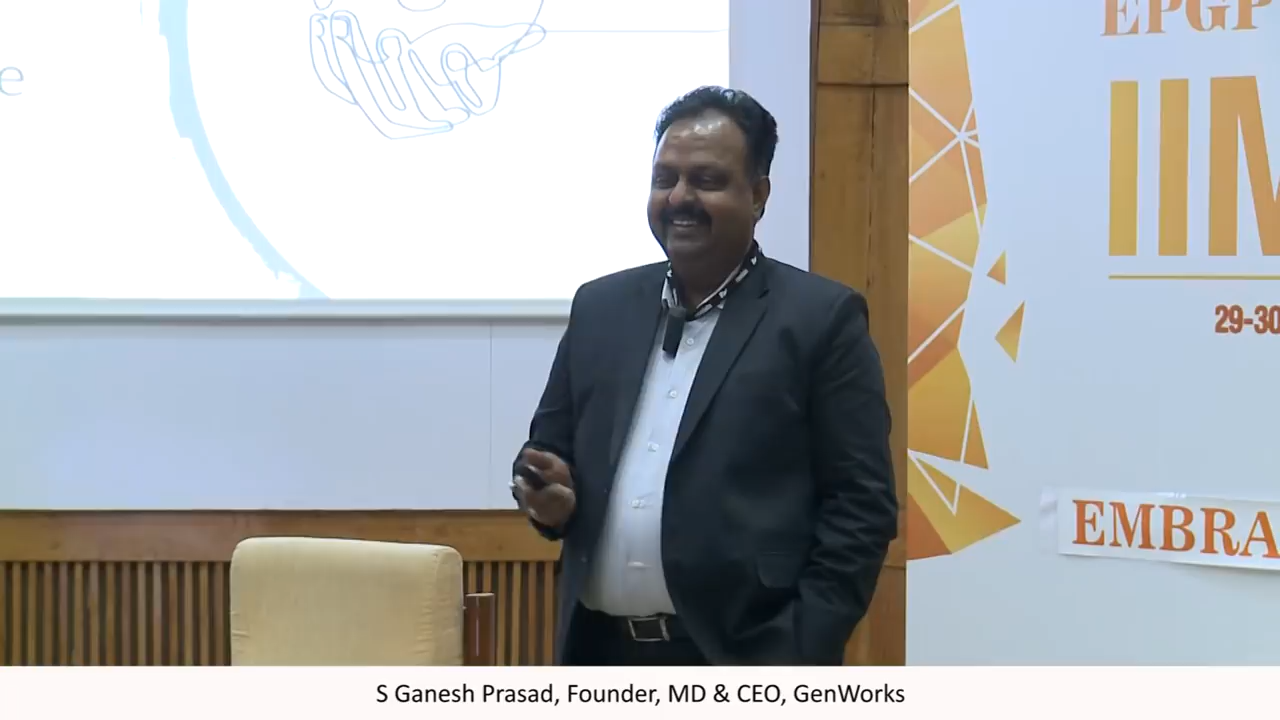 e
EPGP
IIM
29-30
EMBRA
S Ganesh Prasad, Founder, MD & CEO, GenWorks